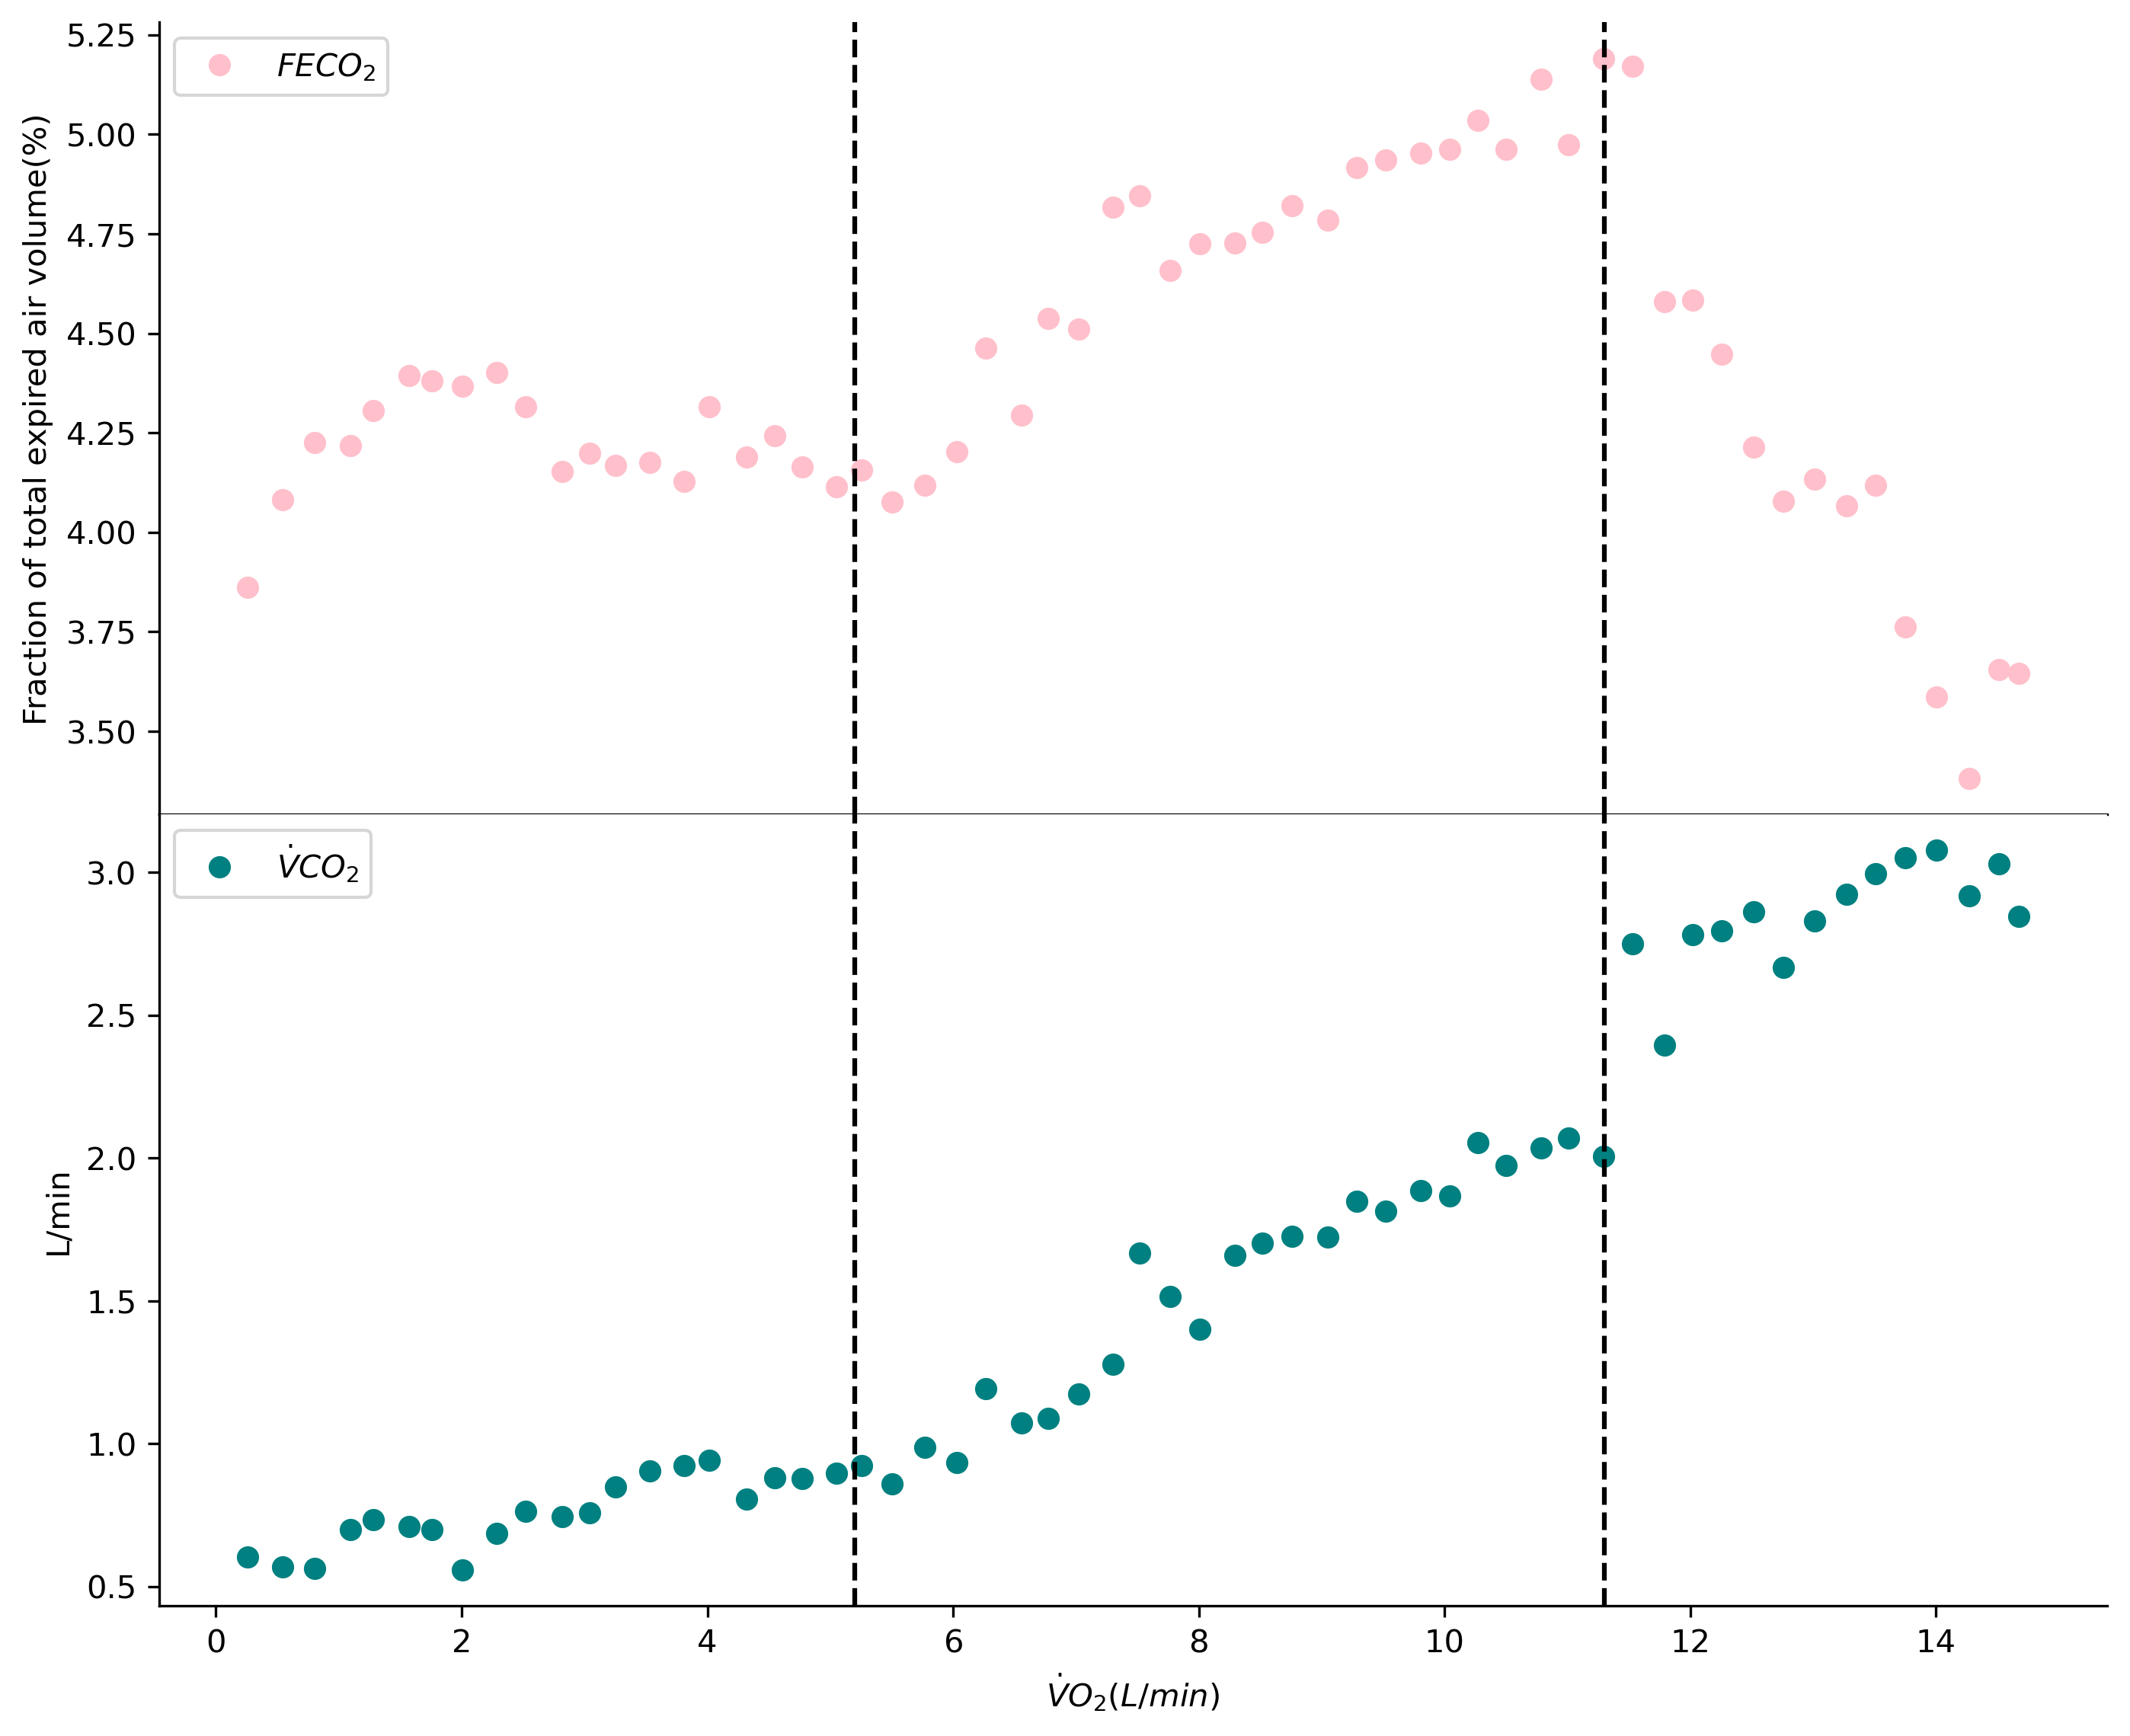 Fraction of total expired air volume(%)
5.25
5.00
4.75
4.50
4.25
4.00
3.75
3.50
FECO₂
L/min
3.0
2.5
2.0
1.5
1.0
0.5
V̇CO₂
0 2 4 6 8 10 12 14
V̇O₂(L/min)